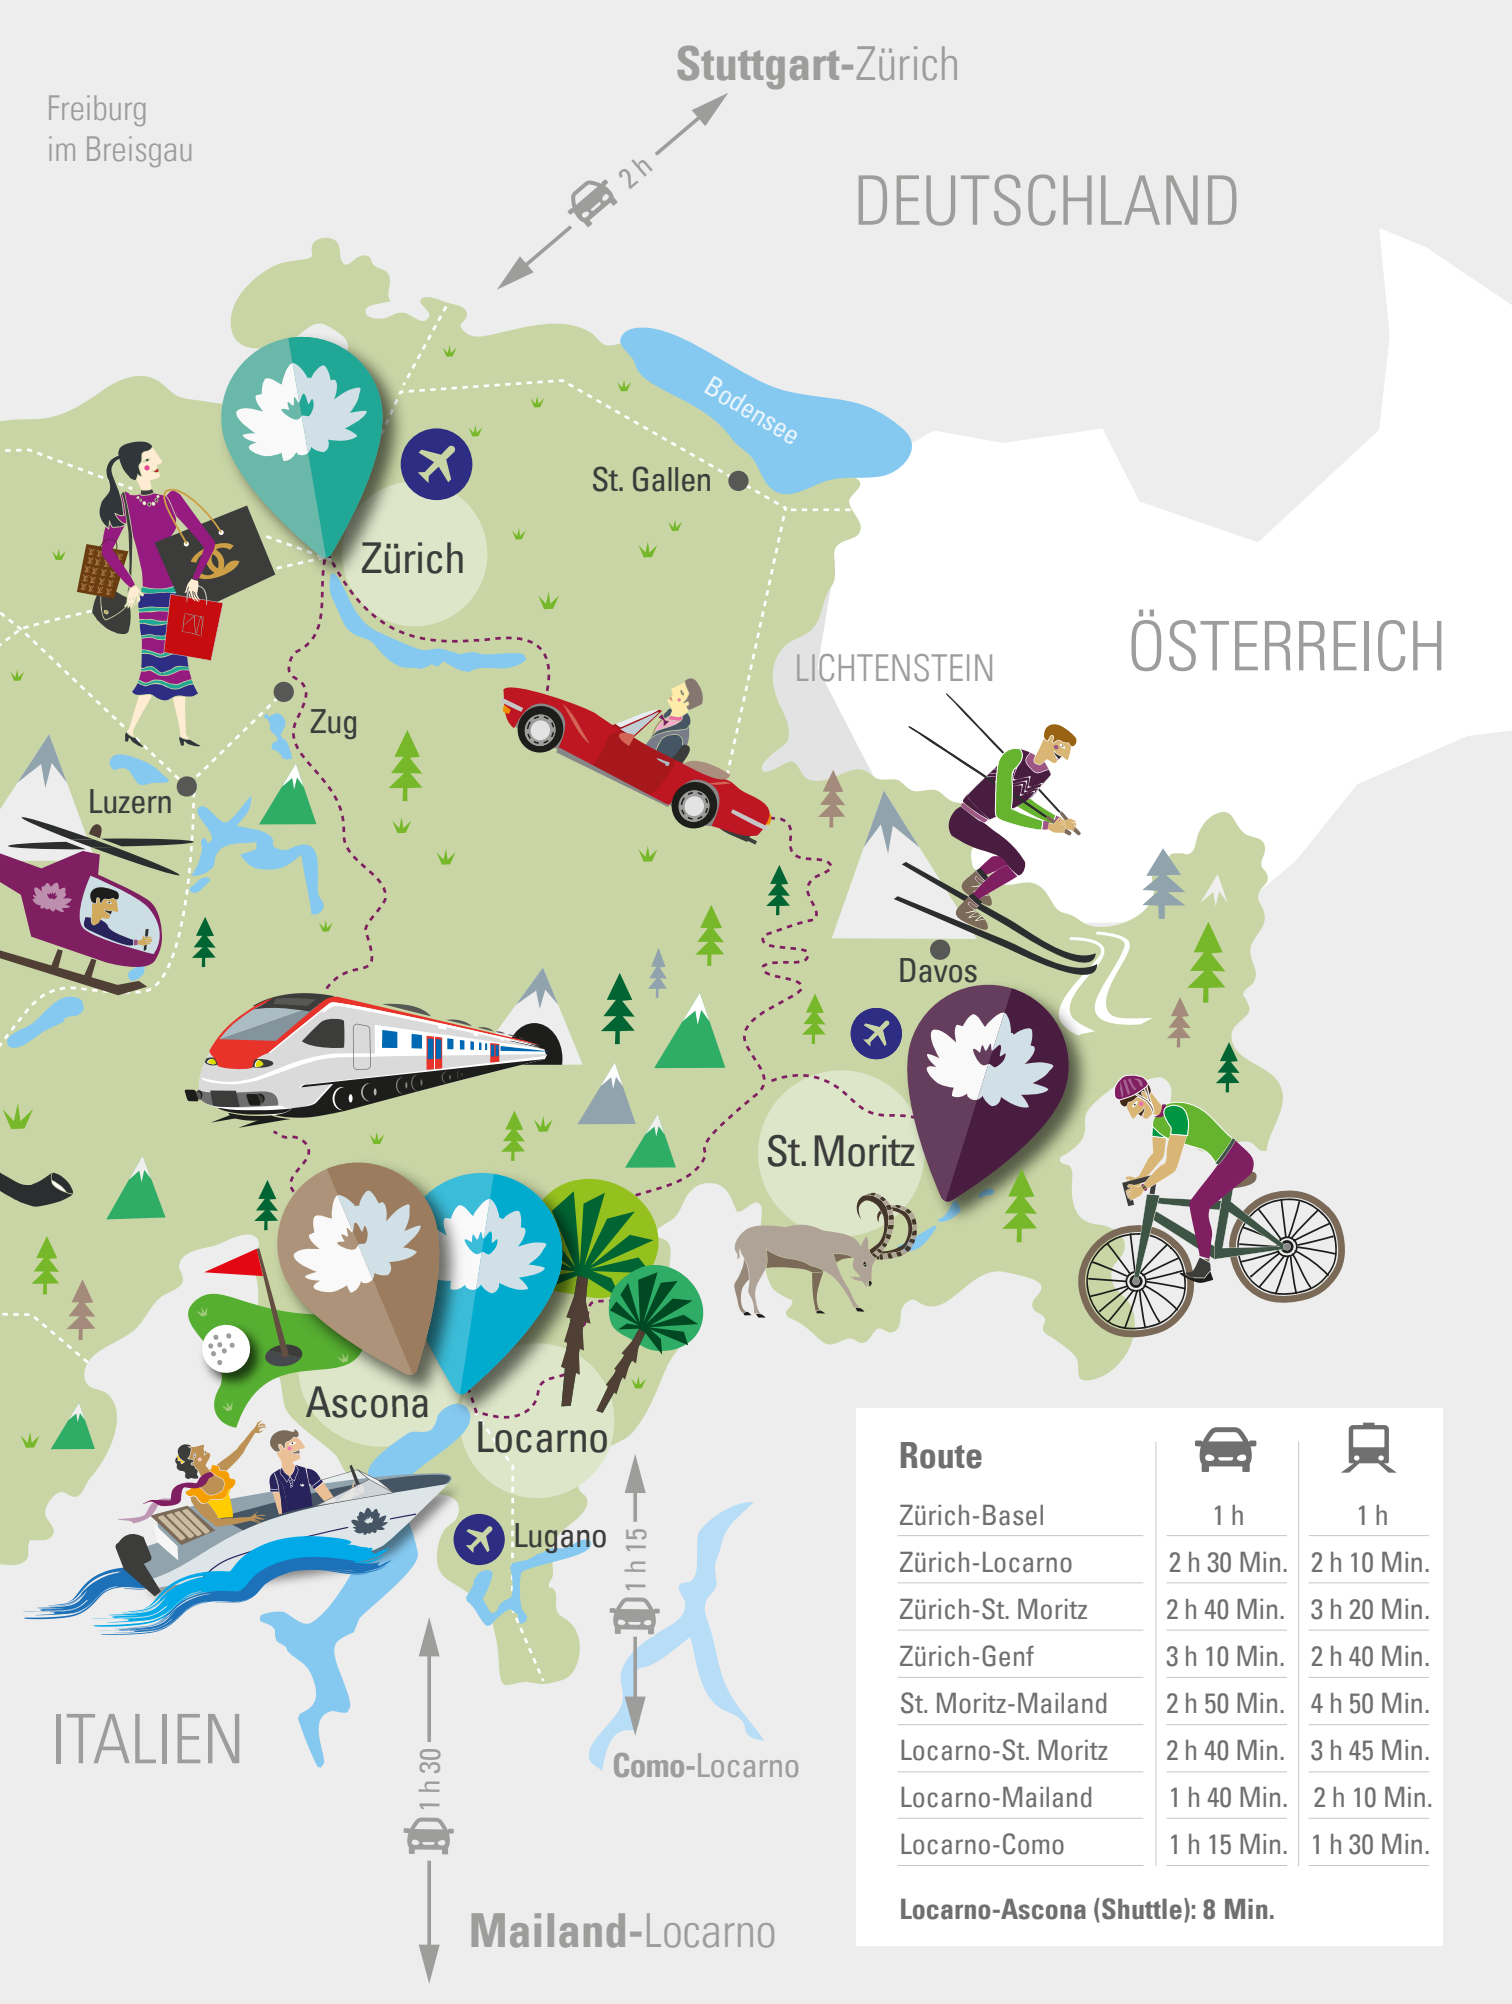 Stuttgart-Zürich
Freiburg
im Breisgau
2 h
DEUTSCHLAND
Bodensee
St. Gallen
Zürich
ÖSTERREICH
LICHTENSTEIN
Zug
Luzern
Davos
St. Moritz
Ascona
Locarno
Lugano
1 h 15
ITALIEN
1 h 30
Como-Locarno
Mailand-Locarno
Route
Zürich-Basel 1 h 1 h
Zürich-Locarno 2 h 30 Min. 2 h 10 Min.
Zürich-St. Moritz 2 h 40 Min. 3 h 20 Min.
Zürich-Genf 3 h 10 Min. 2 h 40 Min.
St. Moritz-Mailand 2 h 50 Min. 4 h 50 Min.
Locarno-St. Moritz 2 h 40 Min. 3 h 45 Min.
Locarno-Mailand 1 h 40 Min. 2 h 10 Min.
Locarno-Como 1 h 15 Min. 1 h 30 Min.
Locarno-Ascona (Shuttle): 8 Min.